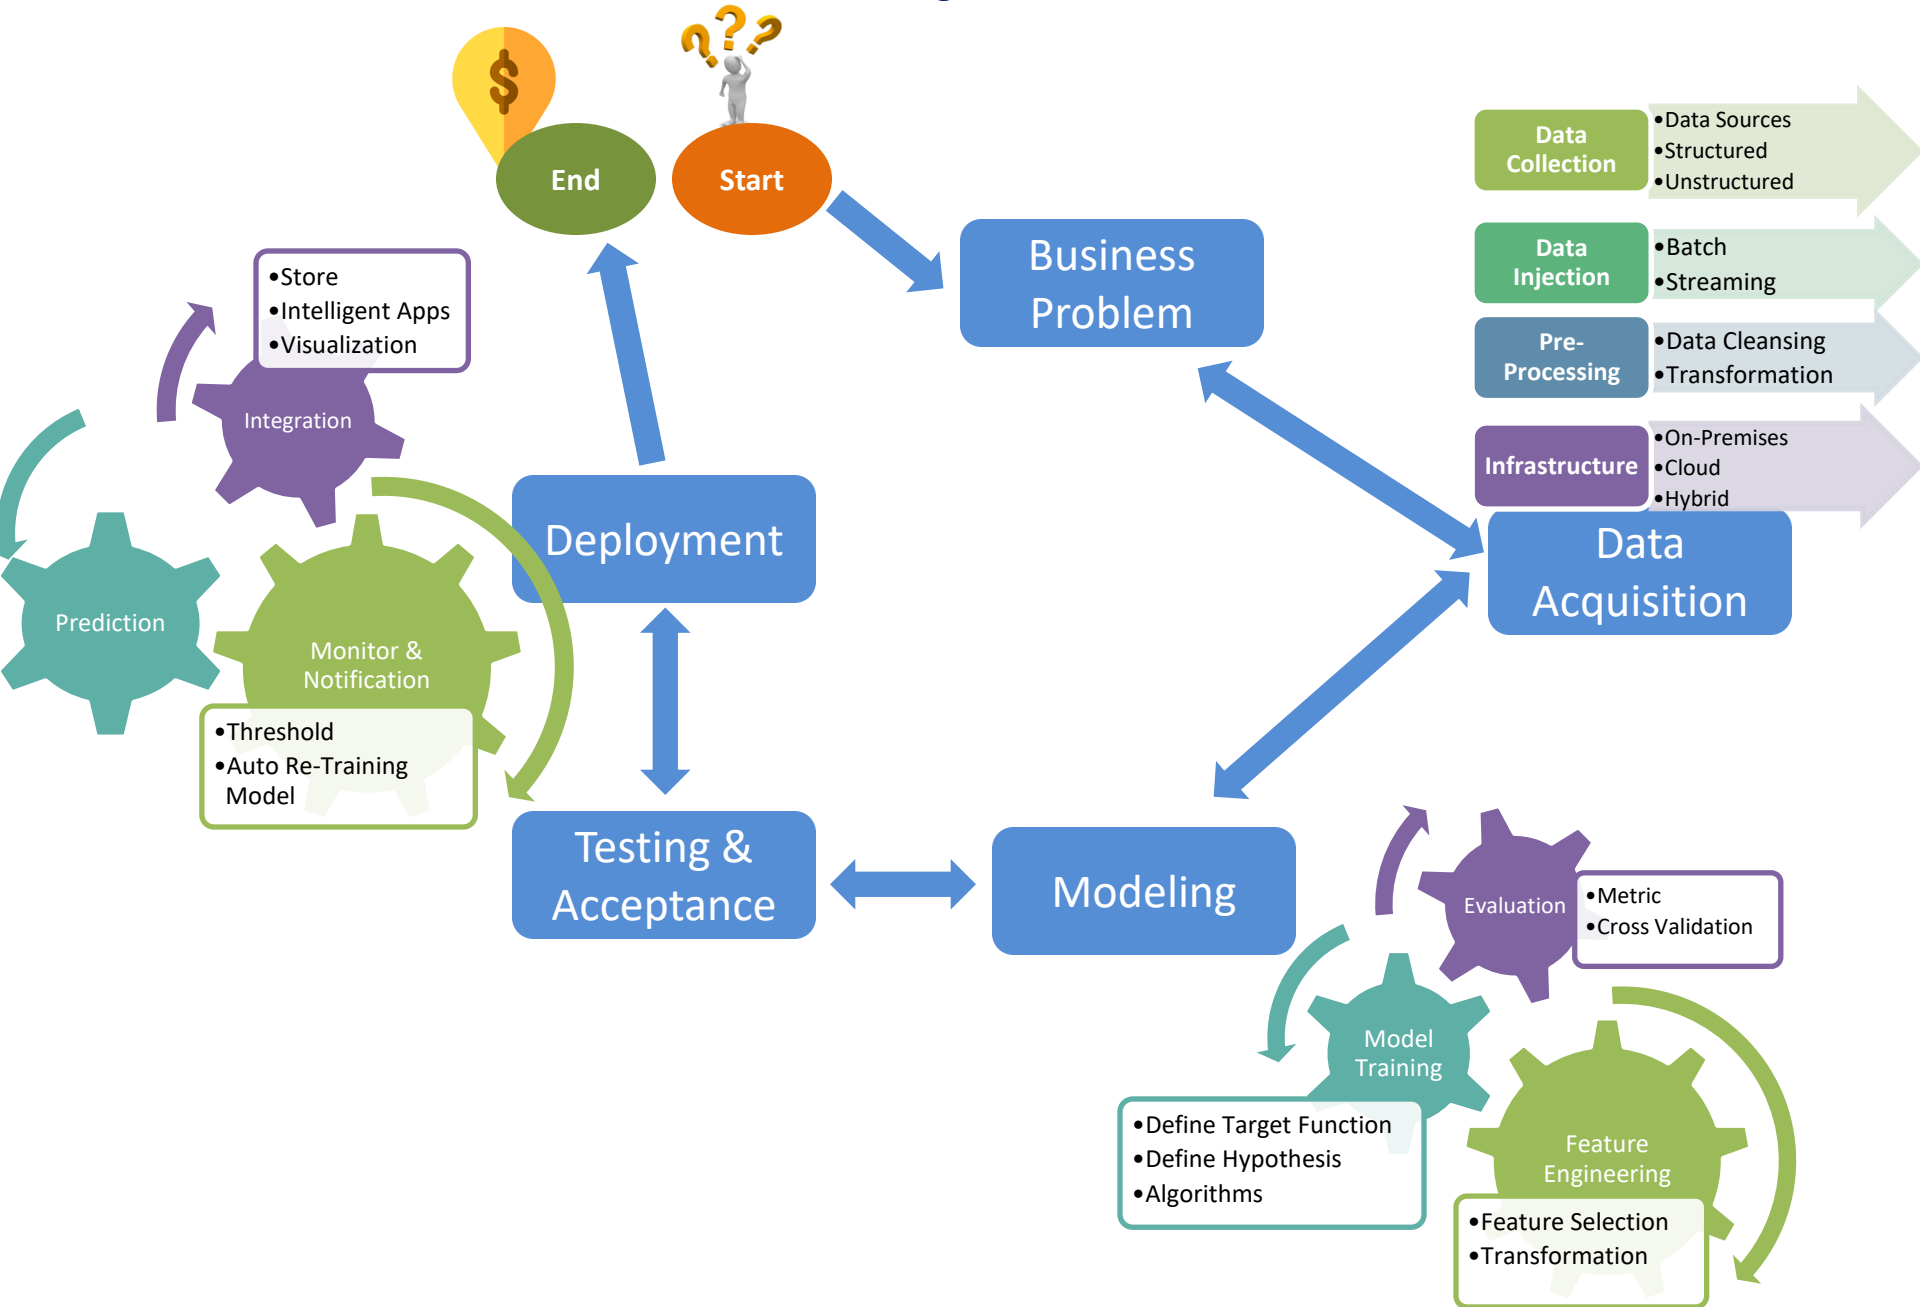 $
???
End
Start
Business
Problem
Data
Collection
•Data Sources
•Structured
•Unstructured
Data
Injection
•Batch
•Streaming
Pre-
Processing
•Data Cleansing
•Transformation
Infrastructure
•On-Premises
•Cloud
•Hybrid
Data
Acquisition
•Store
•Intelligent Apps
•Visualization
Integration
Deployment
Prediction
Monitor &
Notification
•Threshold
•Auto Re-Training
Model
Testing &
Acceptance
Modeling
Evaluation
•Metric
•Cross Validation
Model
Training
•Define Target Function
•Define Hypothesis
•Algorithms
Feature
Engineering
•Feature Selection
•Transformation